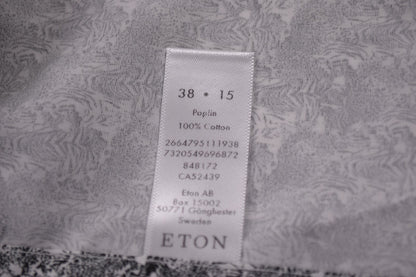 38 • 15
Poplin
100% Cotton
2664795111938
7320549696872
848172
CA52439
Eton AB
Box 15002
50771 Gånghester
Sweden
ETON